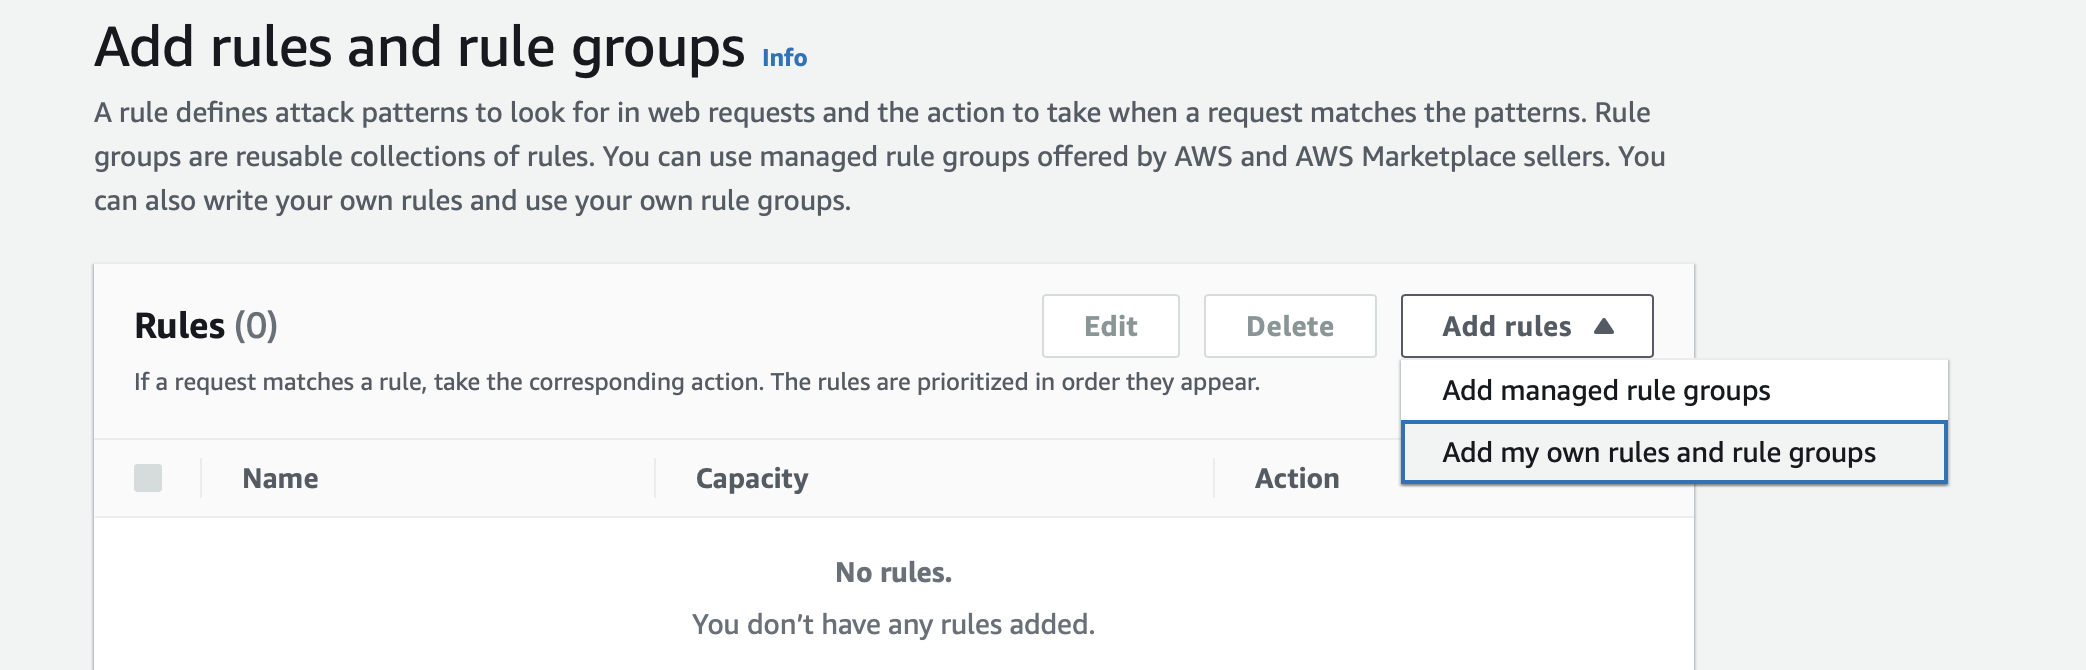 Add rules and rule groups Info
A rule defines attack patterns to look for in web requests and the action to take when a request matches the patterns. Rule
groups are reusable collections of rules. You can use managed rule groups offered by AWS and AWS Marketplace sellers. You
can also write your own rules and use your own rule groups.
Rules (0) Edit Delete Add rules
If a request matches a rule, take the corresponding action. The rules are prioritized in order they appear.
Add managed rule groups
Add my own rules and rule groups
Name Capacity Action
No rules.
You don't have any rules added.